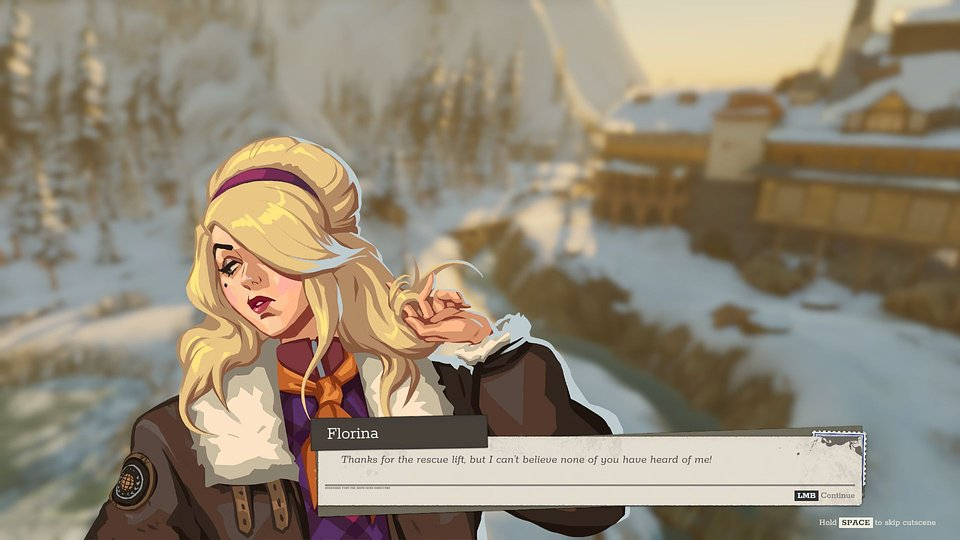 Florina
Thanks for the rescue lift, but I can't believe none of you have heard of me!
LMB Continue
Hold SPACE to skip cutscene